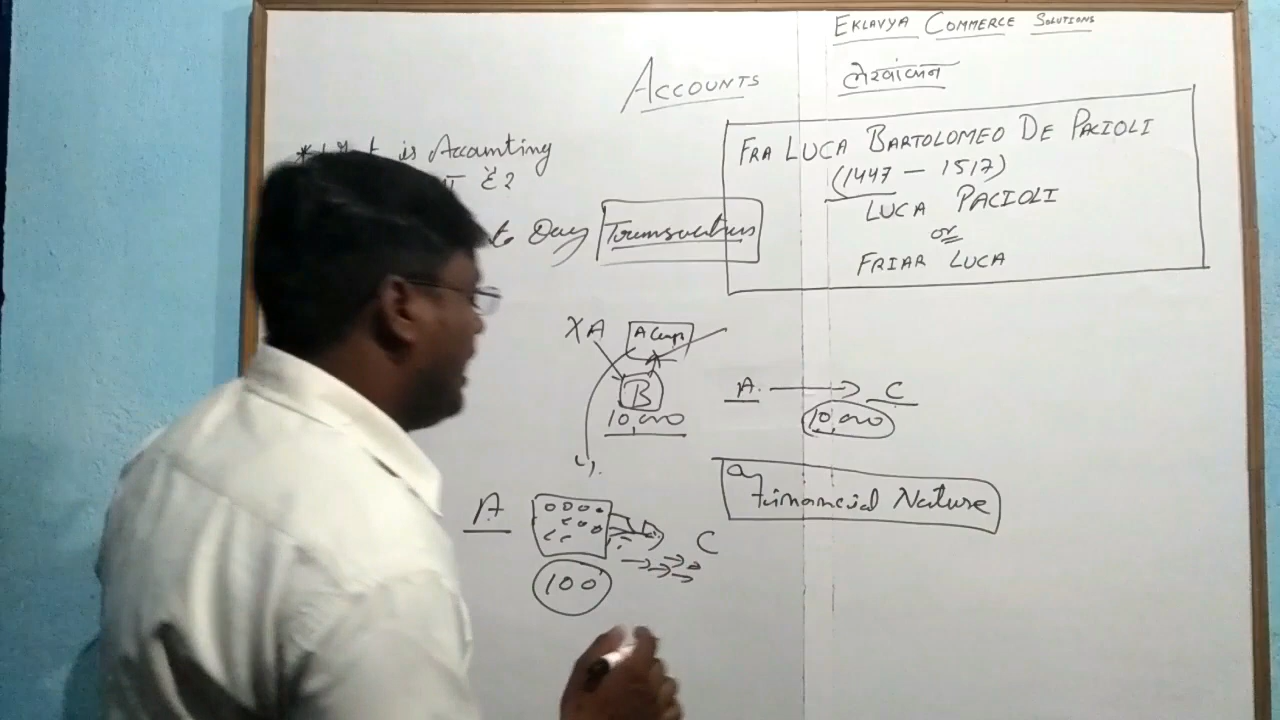 EKLAVYA COMMERCE SOLUTIONS
ACCOUNTS
लेखांकन
FRA LUCA BARTOLOMEO DE PACIOLI
(1447 - 1517)
LUCA PACIOLI
or
FRIAR LUCA
is Accounting
है?
to Day Transactions
X A
A
B
10,000
A. → C
10,000
Financial Nature
A.
C
100